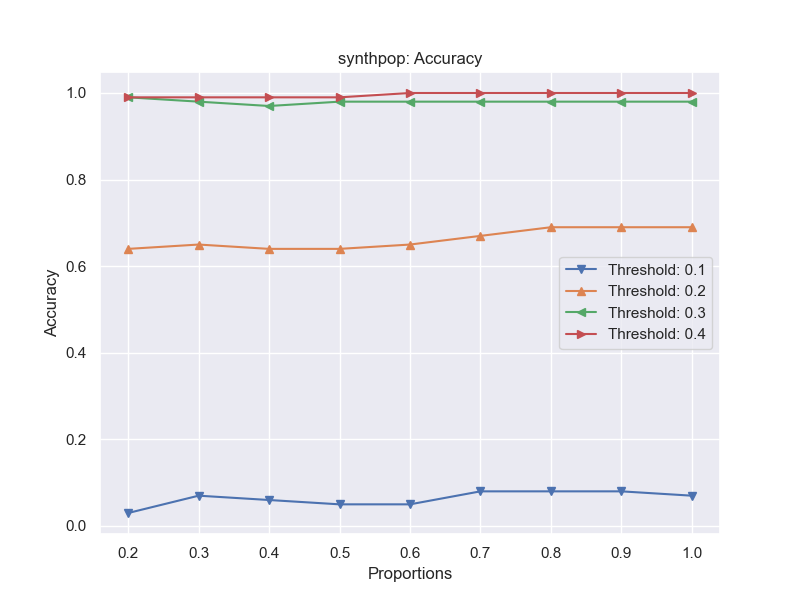 synthpop: Accuracy
1.0
0.8
0.6
0.4
0.2
0.0
Accuracy
Threshold: 0.1
Threshold: 0.2
Threshold: 0.3
Threshold: 0.4
0.2 0.3 0.4 0.5 0.6 0.7 0.8 0.9 1.0
Proportions